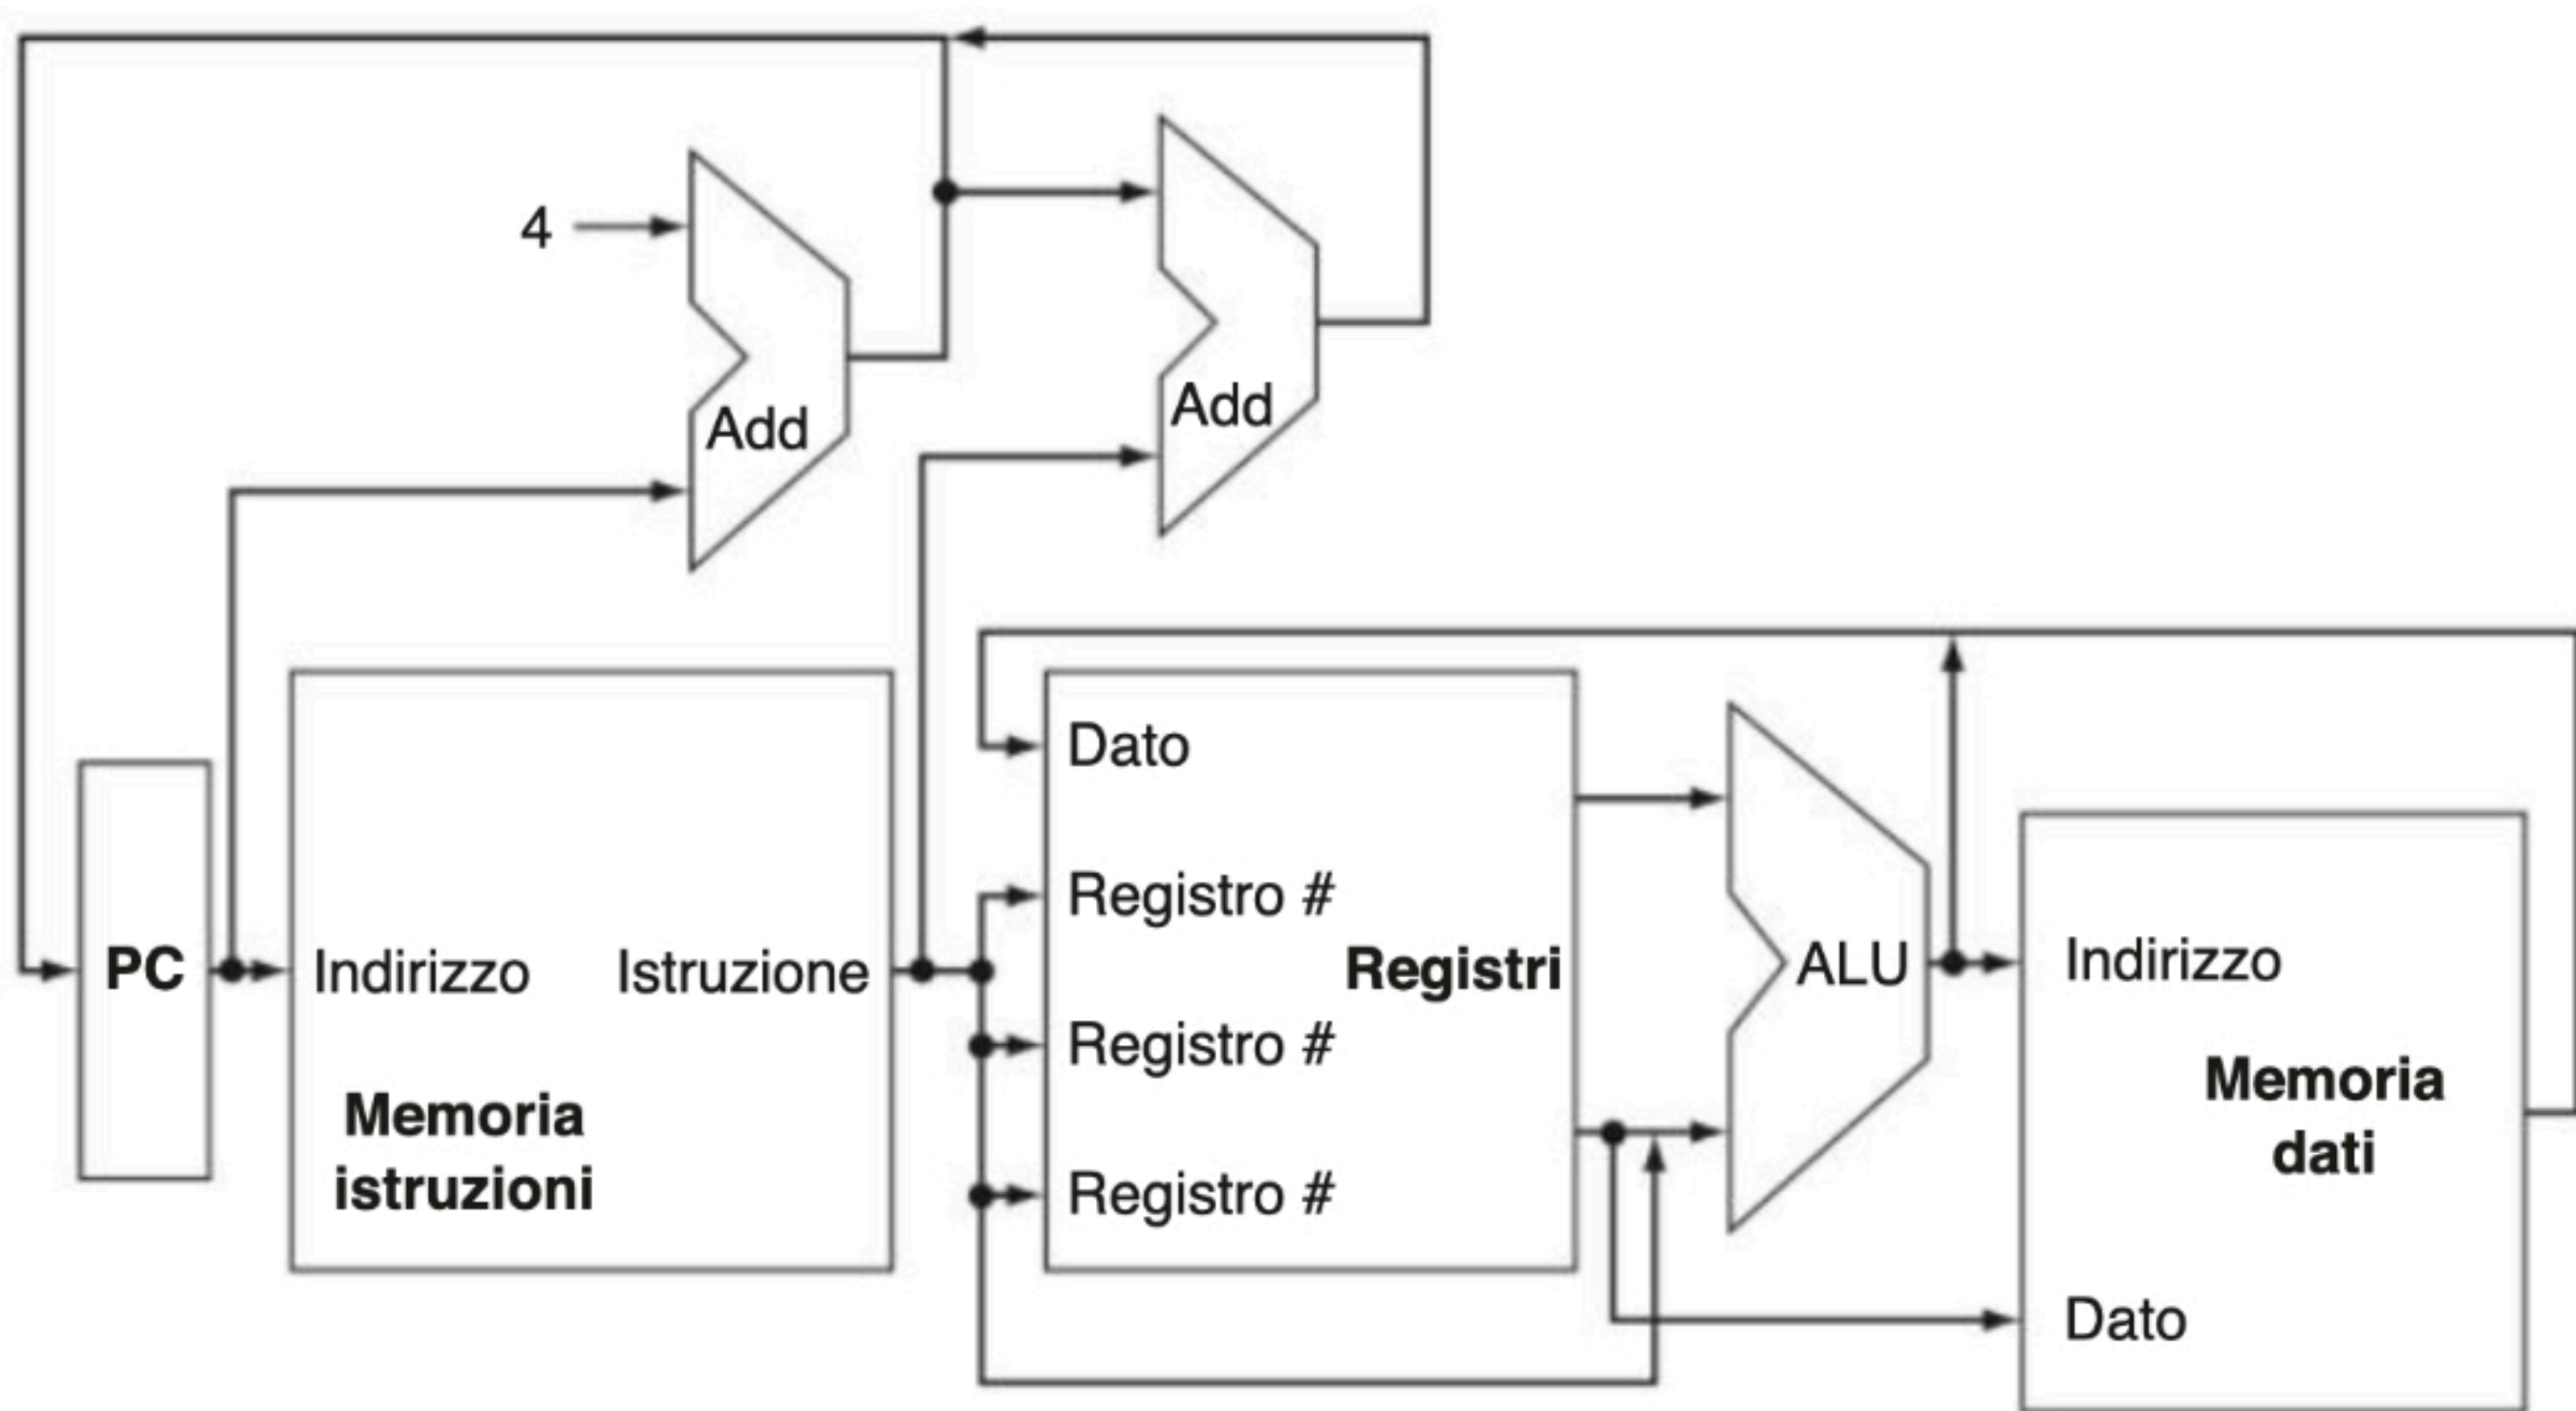 4
Add
Add
Dato
Registro #
Registro #
Registro #
Registri
PC
Indirizzo
Istruzione
Memoria
istruzioni
ALU
Indirizzo
Memoria
dati
Dato